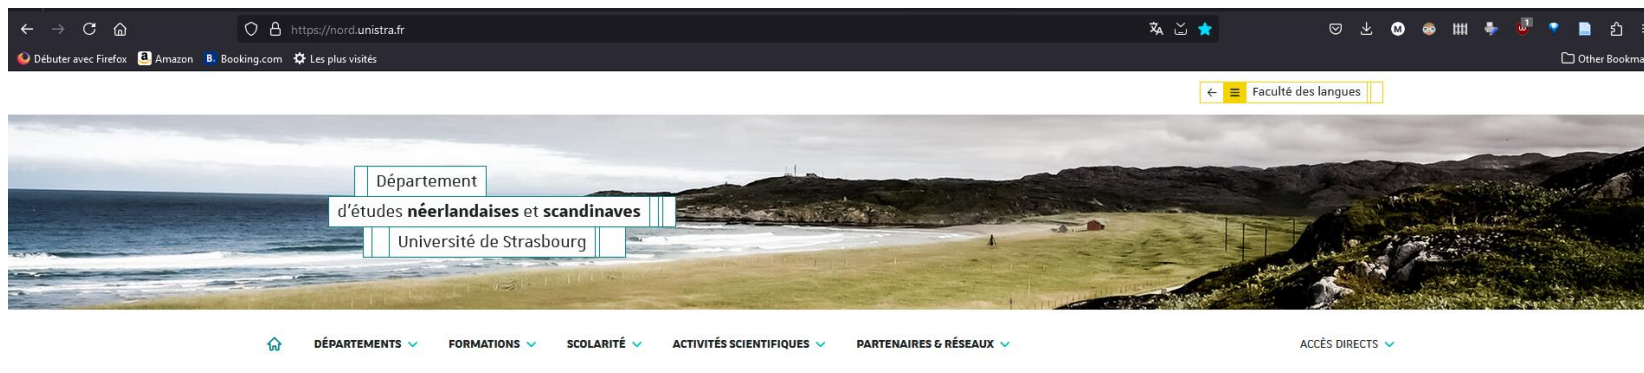 https://nord.unistra.fr
1
Débuter avec Firefox a Amazon B. Booking.com Les plus visités Other Bookma
Faculté des langues
Département
d'études néerlandaises et scandinaves
Université de Strasbourg
DÉPARTEMENTS FORMATIONS SCOLARITÉ ACTIVITÉS SCIENTIFIQUES PARTENAIRES & RÉSEAUX ACCÈS DIRECTS